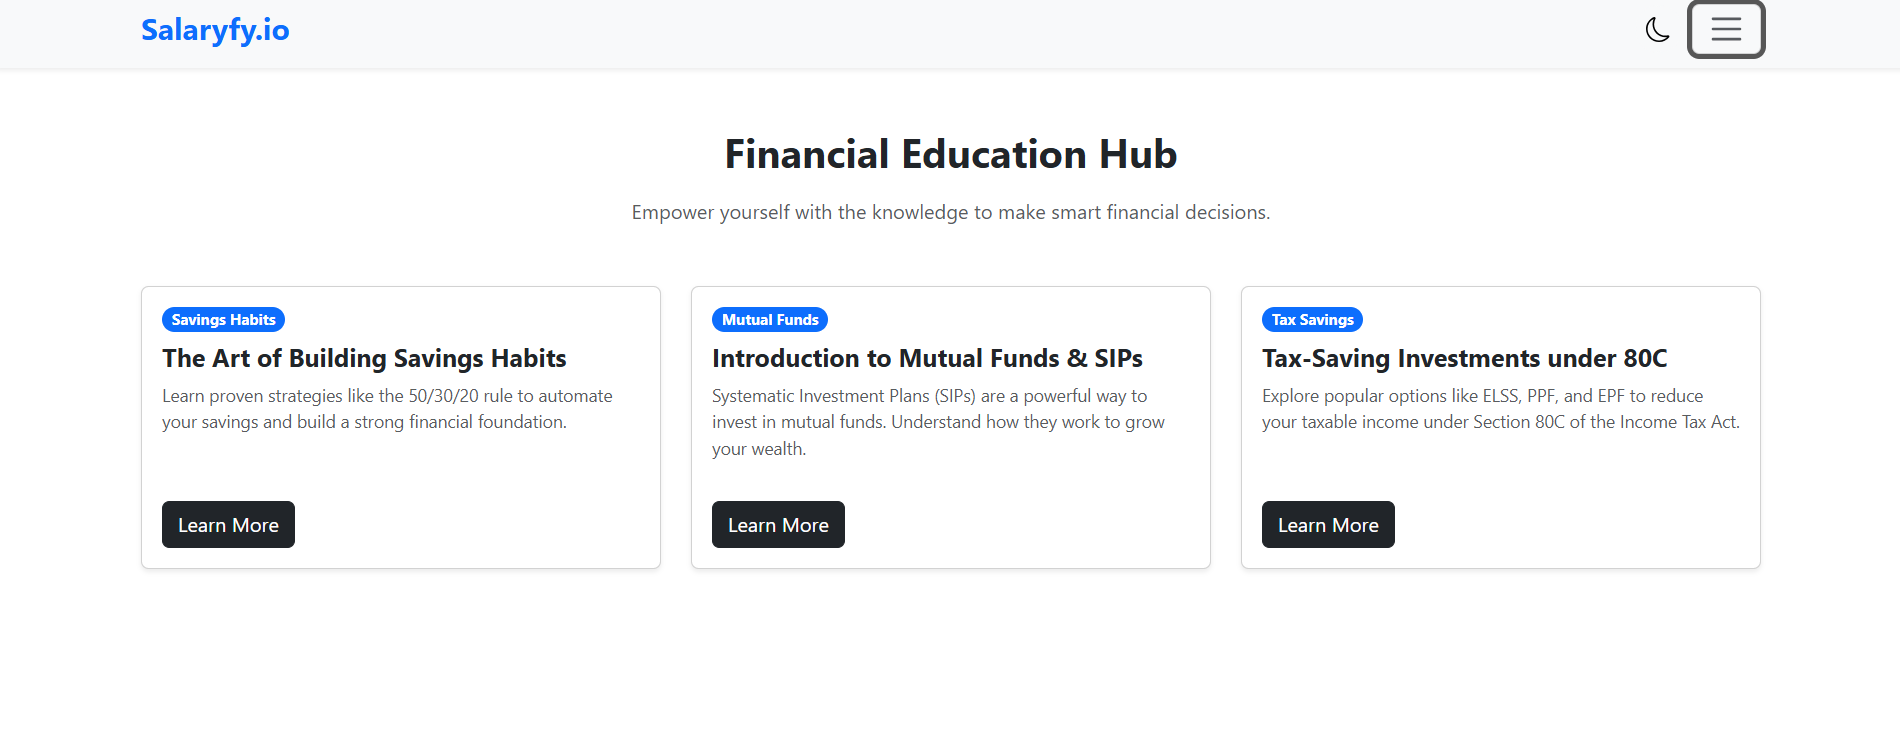 Salaryfy.io
Financial Education Hub
Empower yourself with the knowledge to make smart financial decisions.
Savings Habits
The Art of Building Savings Habits
Learn proven strategies like the 50/30/20 rule to automate
your savings and build a strong financial foundation.
Learn More
Mutual Funds
Introduction to Mutual Funds & SIPs
Systematic Investment Plans (SIPs) are a powerful way to
invest in mutual funds. Understand how they work to grow
your wealth.
Learn More
Tax Savings
Tax-Saving Investments under 80C
Explore popular options like ELSS, PPF, and EPF to reduce
your taxable income under Section 80C of the Income Tax Act.
Learn More